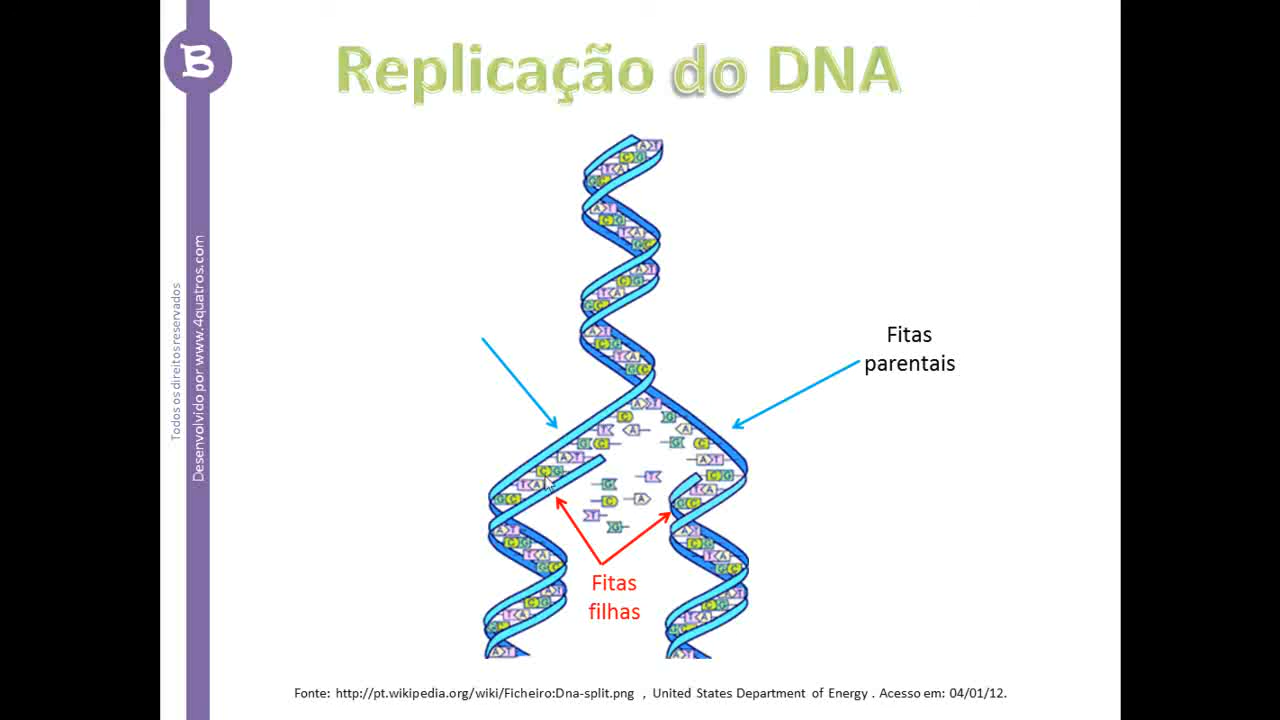 B
Replicação do DNA
Todos os direitos reservados
Desenvolvido por www.4quatros.com
Fitas
parentais
Fitas
filhas
Fonte: http://pt.wikipedia.org/wiki/Ficheiro:Dna-split.png , United States Department of Energy . Acesso em: 04/01/12.